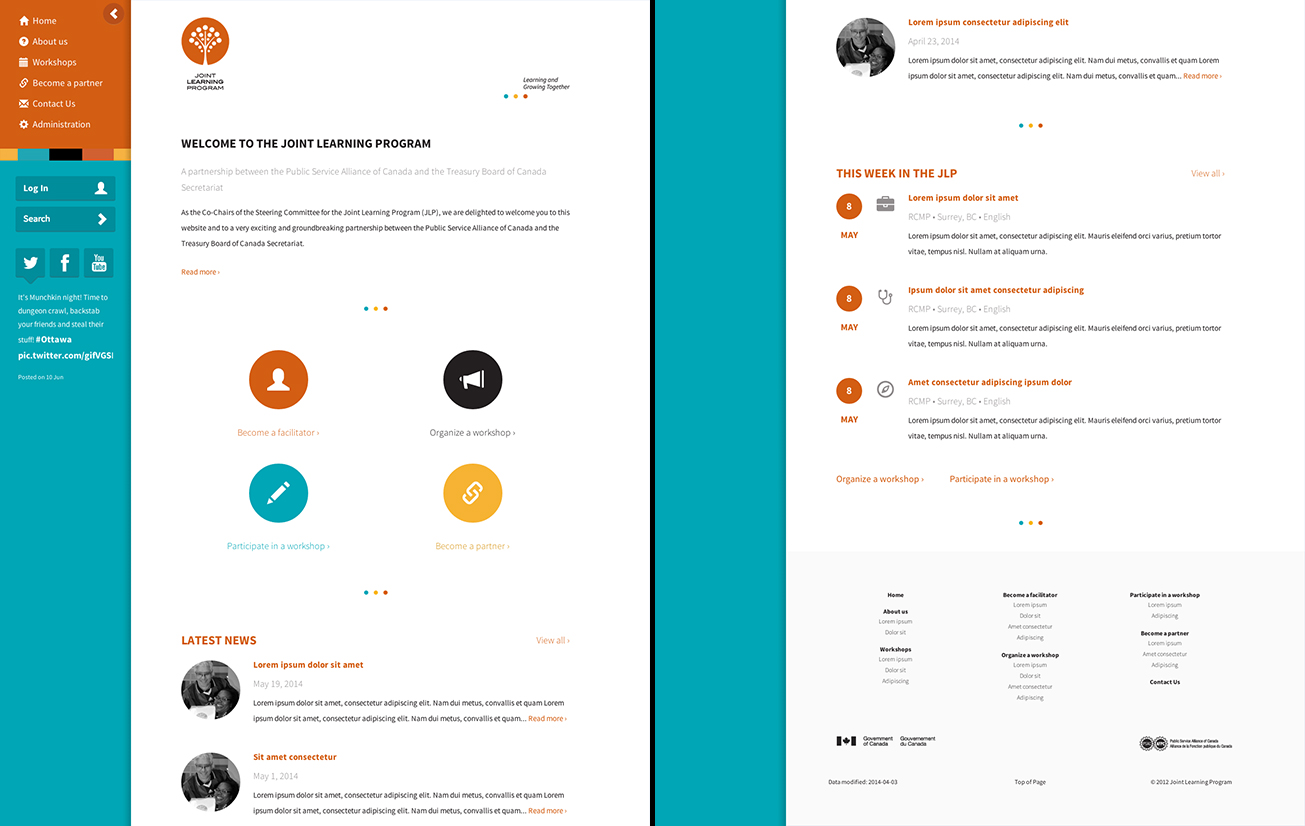 Home
About us
Workshops
Become a partner
Contact Us
Administration
Log In
Search
You
Tube
It's Munchkin night! Time to
dungeon crawl, backstab
your friends and steal their
stuff! #Ottawa
pic.twitter.com/gifVGSI
Posted on 10 Jun
JOINT
LEARNING
PROGRAM
Learning and
Growing Together
WELCOME TO THE JOINT LEARNING PROGRAM
A partnership between the Public Service Alliance of Canada and the Treasury Board of Canada
Secretariat
As the Co-Chairs of the Steering Committee for the Joint Learning Program (JLP), we are delighted to welcome you to this
website and to a very exciting and groundbreaking partnership between the Public Service Alliance of Canada and the
Treasury Board of Canada Secretariat.
Read more ›
Become a facilitator ›
Organize a workshop ›
Participate in a workshop ›
Become a partner ›
LATEST NEWS
View all ›
Lorem ipsum dolor sit amet
May 19, 2014
Lorem ipsum dolor sit amet, consectetur adipiscing elit. Nam dui metus, convallis et quam Lorem
ipsum dolor sit amet, consectetur adipiscing elit. Nam dui metus, convallis et quam... Read more ›
Sit amet consectetur
May 1, 2014
Lorem ipsum dolor sit amet, consectetur adipiscing elit. Nam dui metus, convallis et quam Lorem
ipsum dolor sit amet, consectetur adipiscing elit. Nam dui metus, convallis et quam... Read more ›
Lorem ipsum consectetur adipiscing elit
April 23, 2014
Lorem ipsum dolor sit amet, consectetur adipiscing elit. Nam dui metus, convallis et quam Lorem
ipsum dolor sit amet, consectetur adipiscing elit. Nam dui metus, convallis et quam... Read more ›
THIS WEEK IN THE JLP
View all ›
8
MAY
Lorem ipsum dolor sit amet
RCMP • Surrey, BC • English
Lorem ipsum dolor sit amet, consectetur adipiscing elit. Mauris eleifend orci varius, pretium tortor
vitae, tempus nisl. Nullam at aliquam urna.
8
MAY
Ipsum dolor sit amet consectetur adipiscing
RCMP • Surrey, BC • English
Lorem ipsum dolor sit amet, consectetur adipiscing elit. Mauris eleifend orci varius, pretium tortor
vitae, tempus nisl. Nullam at aliquam urna.
8
MAY
Amet consectetur adipiscing ipsum dolor
RCMP • Surrey, BC • English
Lorem ipsum dolor sit amet, consectetur adipiscing elit. Mauris eleifend orci varius, pretium tortor
vitae, tempus nisl. Nullam at aliquam urna.
Organize a workshop ›
Participate in a workshop ›
Home
About us
Lorem ipsum
Dolor sit
Workshops
Lorem ipsum
Dolor sit
Adipiscing
Become a facilitator
Lorem ipsum
Dolor sit
Amet consectetur
Adipiscing
Organize a workshop
Lorem ipsum
Dolor sit
Amet consectetur
Adipiscing
Participate in a workshop
Lorem ipsum
Adipiscing
Become a partner
Lorem ipsum
Amet consectetur
Adipiscing
Contact Us
Government
of Canada
Gouvernement
du Canada
Public Service Alliance of Canada
Alliance de la Fonction publique du Canada
Data modified: 2014-04-03
Top of Page
© 2012 Joint Learning Program